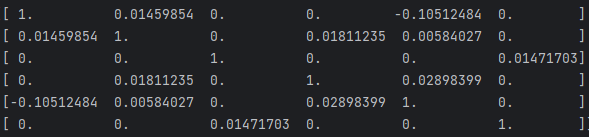 [ 1. 0.01459854 0. 0. -0.10512484 0. ]
[ 0.01459854 1. 0. 0.01811235 0.00584027 0. ]
[ 0. 0. 1. 0. 0. 0.01471703]
[ 0. 0.01811235 0. 1. 0.02898399 0. ]
[-0.10512484 0.00584027 0. 0.02898399 1. 0. ]
[ 0. 0. 0.01471703 0. 0. 1. ]]